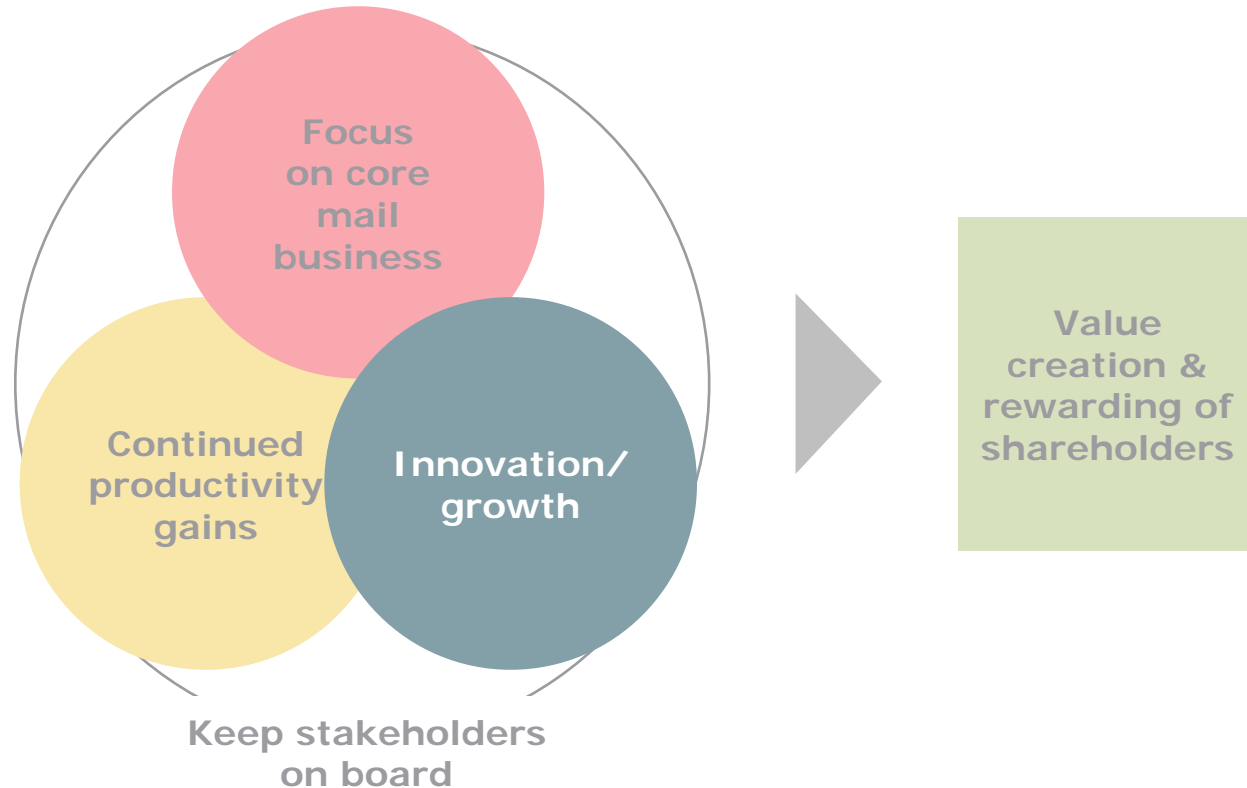 Focus
on core
mail
business
Continued
productivity
gains
Innovation/
growth
Keep stakeholders
on board
Value
creation &
rewarding of
shareholders